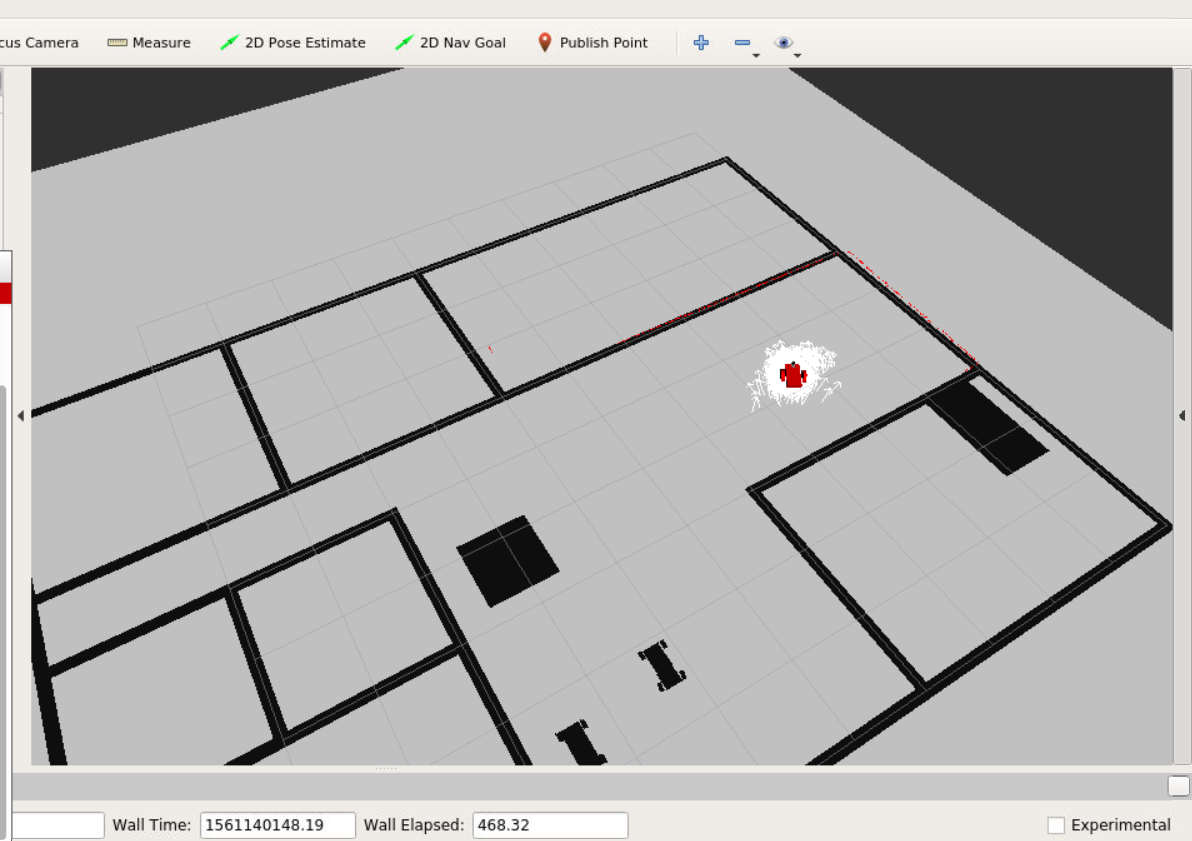 cus Camera Measure 2D Pose Estimate 2D Nav Goal Publish Point
Wall Time: 1561140148.19 Wall Elapsed: 468.32 Experimental